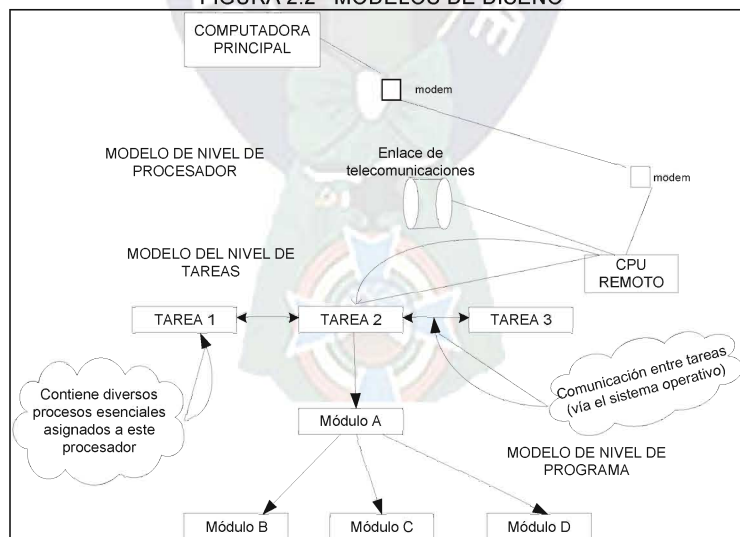 FIGURA 2.2 MODELOS DE DISEÑO
COMPUTADORA
PRINCIPAL
modem
MODELO DE NIVEL DE
PROCESADOR
Enlace de
telecomunicaciones
modem
MODELO DEL NIVEL DE
TAREAS
CPU
REMOTO
TAREA 1
TAREA 2
TAREA 3
Contiene diversos
procesos esenciales
asignados a este
procesador
Comunicación entre tareas
(vía el sistema operativo)
Módulo A
MODELO DE NIVEL DE
PROGRAMA
Módulo B
Módulo C
Módulo D